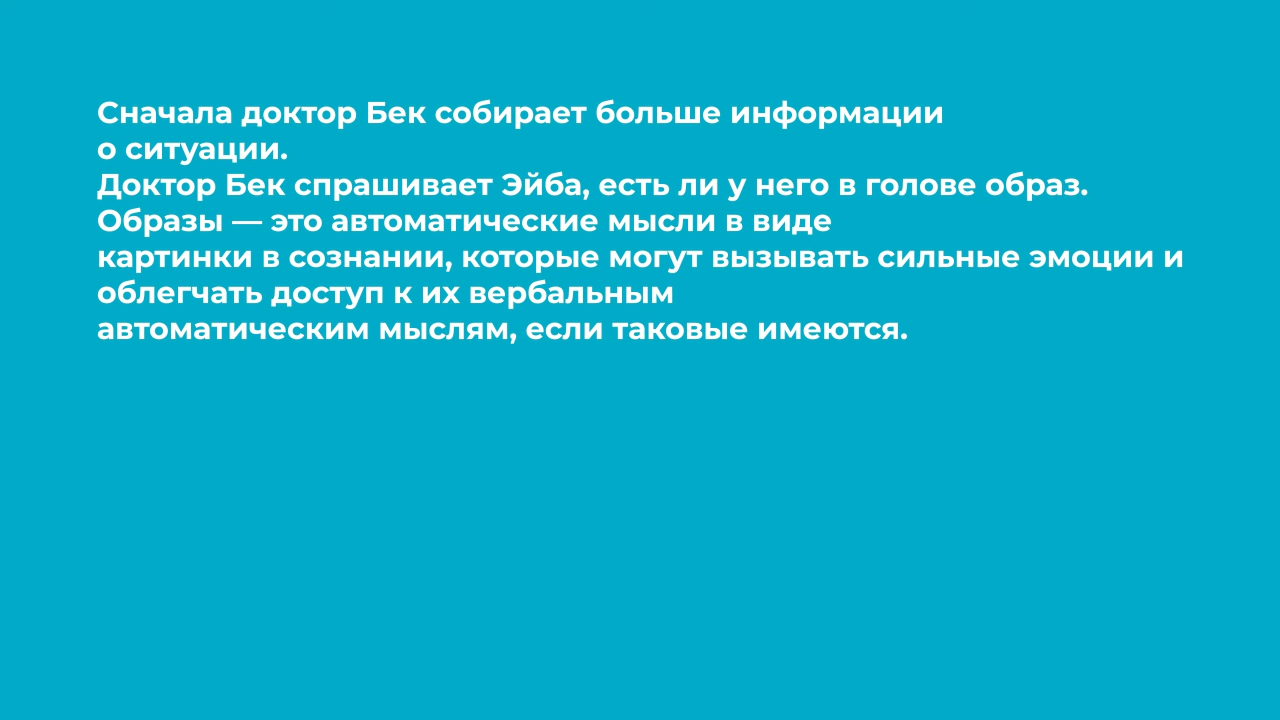 Сначала доктор Бек собирает больше информации
о ситуации.
Доктор Бек спрашивает Эйба, есть ли у него в голове образ.
Образы — это автоматические мысли в виде
картинки в сознании, которые могут вызывать сильные эмоции и
облегчать доступ к их вербальным
автоматическим мыслям, если таковые имеются.